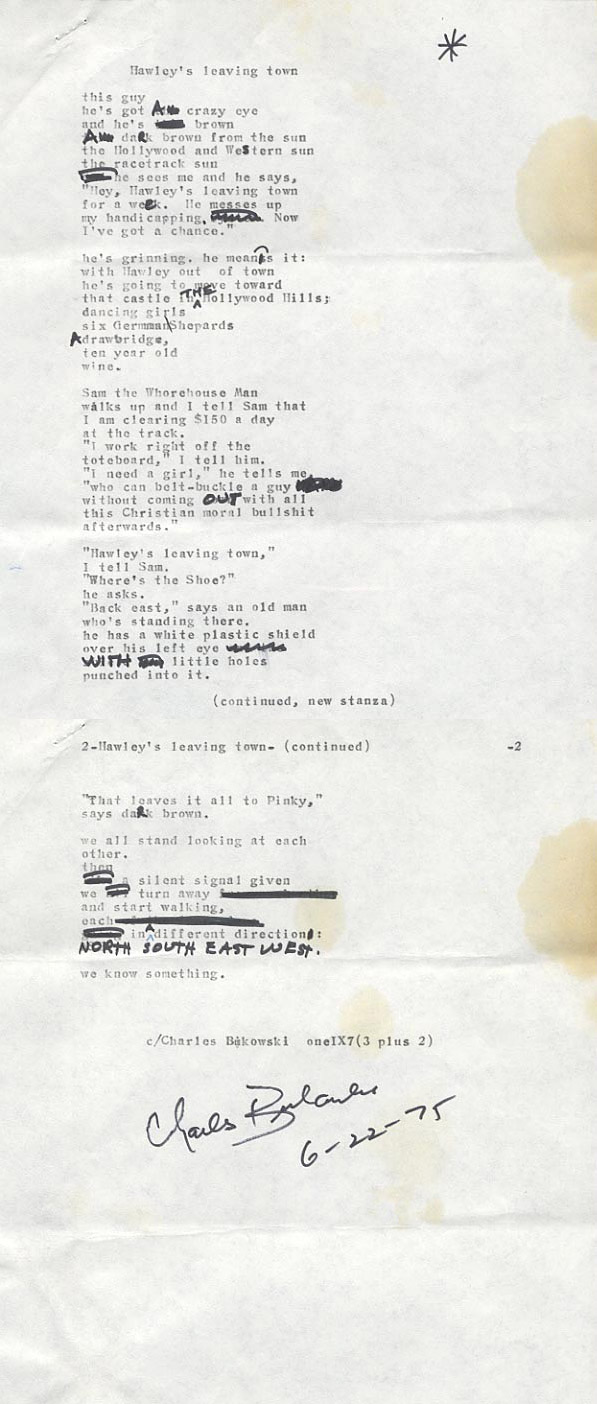 *
Hawley's leaving town
this guy
he's got A crazy eye
and he's brown
A daRk brown from the sun
the Hollywood and Western sun
the racetrack sun
he sees me and he says,
"Hey, Hawley's leaving town
for a week. He messes up
my handicapping. Now
I've got a chance."
he's grinning. he means it:
with Hawley out of town
he's going to move toward
that castle in THE Hollywood Hills;
dancing girls
six Germman Shepards
A drawbridge,
ten year old
wine.
Sam the Whorehouse Man
walks up and I tell Sam that
I am clearing $150 a day
at the track.
"I work right off the
toteboard," I tell him.
"I need a girl," he tells me,
"who can belt-buckle a guy
without coming OUT with all
this Christian moral bullshit
afterwards."
"Hawley's leaving town,"
I tell Sam.
"Where's the Shoe?"
he asks.
"Back east," says an old man
who's standing there.
he has a white plastic shield
over his left eye
WITH little holes
punched into it.
(continued, new stanza)
2-Hawley's leaving town- (continued) -2
"That leaves it all to Pinky,"
says daRk brown.
we all stand looking at each
other.
then
a silent signal given
we turn away
and start walking,
each
in A different direction:
NORTH SOUTH EAST WEST.
we know something.
c/Charles Bukowski oneIX7(3 plus 2)
Charles Bukowski
6-22-75